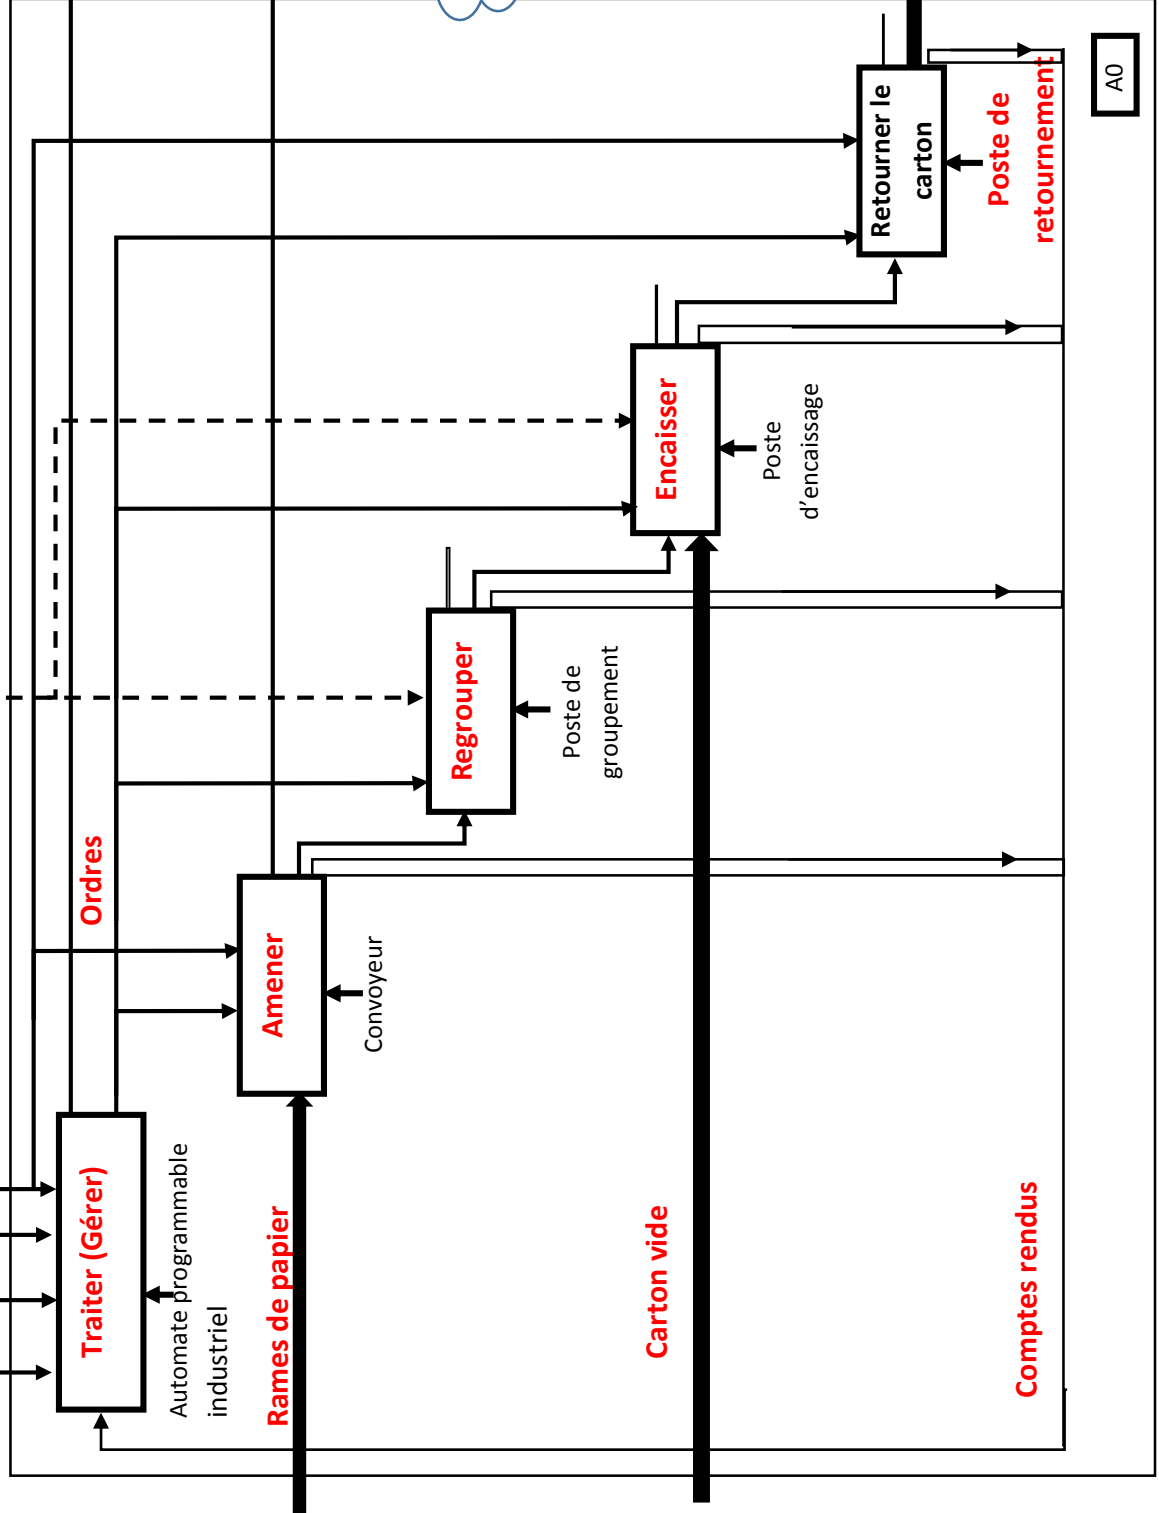 Traiter (Gérer)
Automate programmable
industriel
Ordres
Rames de papier
Amener
Convoyeur
Regrouper
Poste de
groupement
Carton vide
Encaisser
Poste
d’encaissage
Retourner le
carton
Poste de
retournement
Comptes rendus
A0